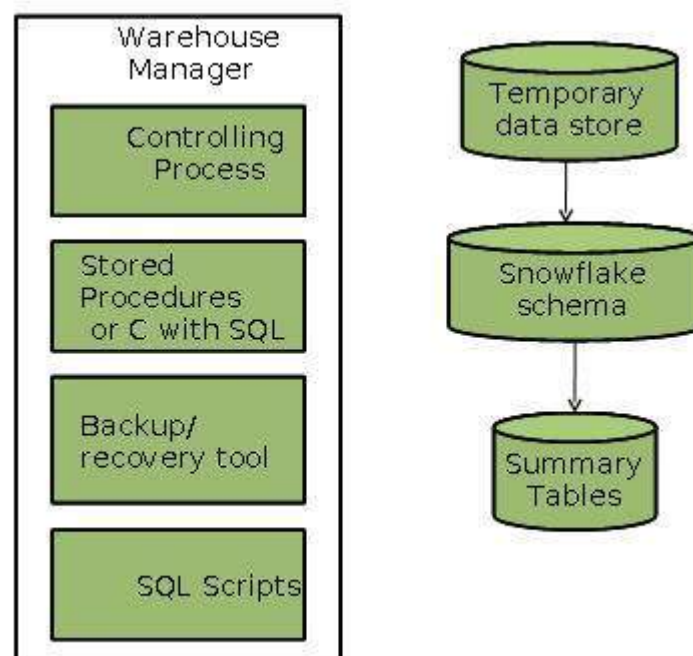 Warehouse
Manager
Controlling
Process
Stored
Procedures
or C with SQL
Backup/
recovery tool
SQL Scripts
Temporary
data store
Snowflake
schema
Summary
Tables